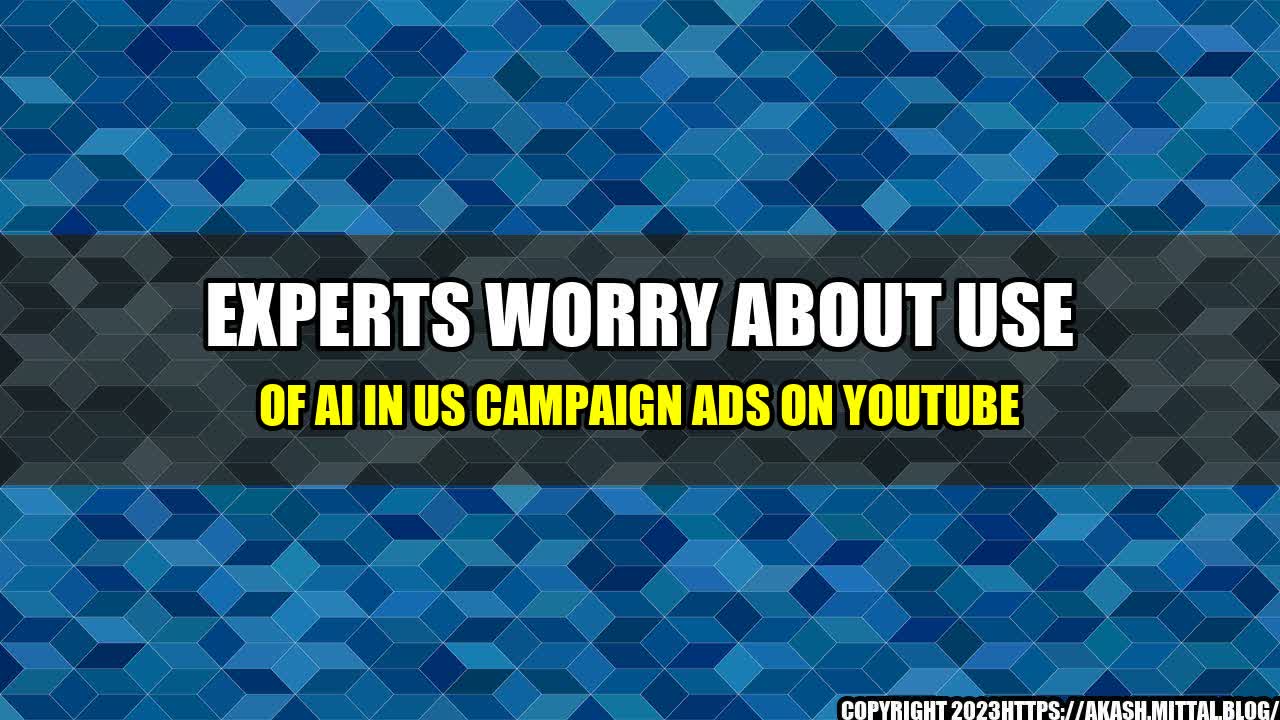 EXPERTS WORRY ABOUT USE
OF AI IN US CAMPAIGN ADS ON YOUTUBE
COPYRIGHT 2023HTTPS://AKASH.MITTAL.BLOG/